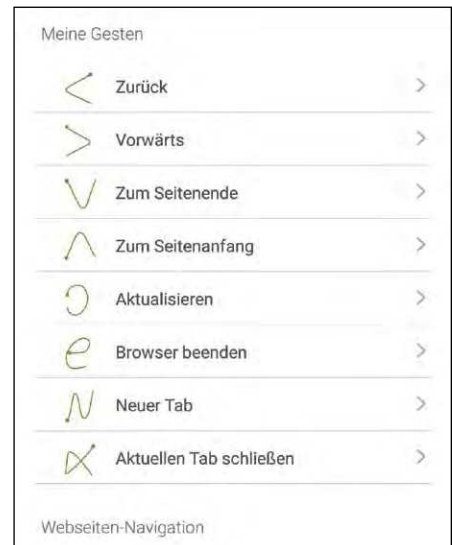 Meine Gesten
Zurück
Vorwärts
Zum Seitenende
Zum Seitenanfang
Aktualisieren
Browser beenden
Neuer Tab
Aktuellen Tab schließen
Webseiten-Navigation